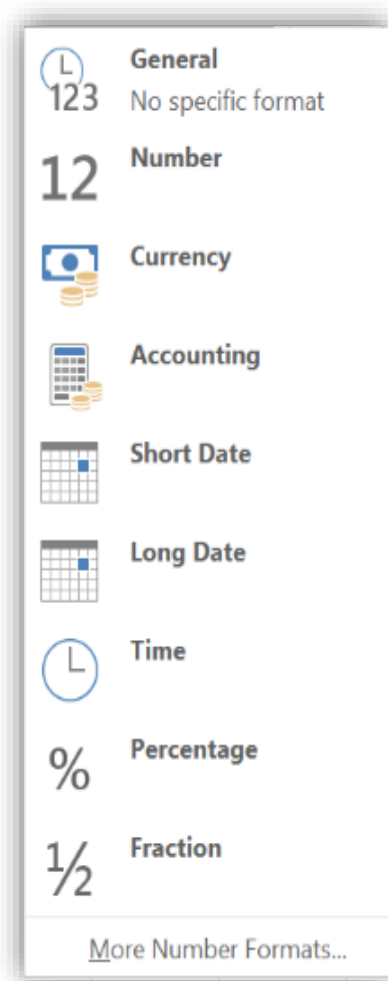 General
123
No specific format
12
Number
Currency
Accounting
Short Date
Long Date
Time
%
Percentage
½
Fraction
More Number Formats...